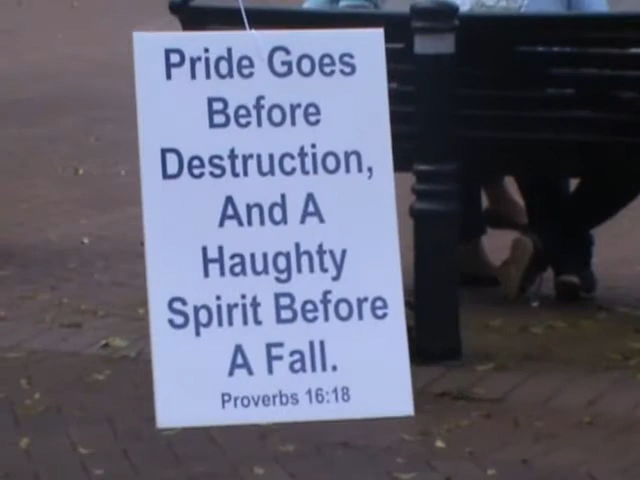 Pride Goes
Before
Destruction,
And A
Haughty
Spirit Before
A Fall.
Proverbs 16:18